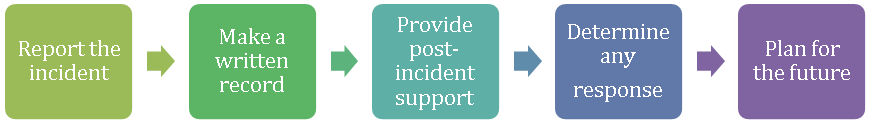 Report the
incident
Make a
written
record
Provide
post-
incident
support
Determine
any
response
Plan for
the future